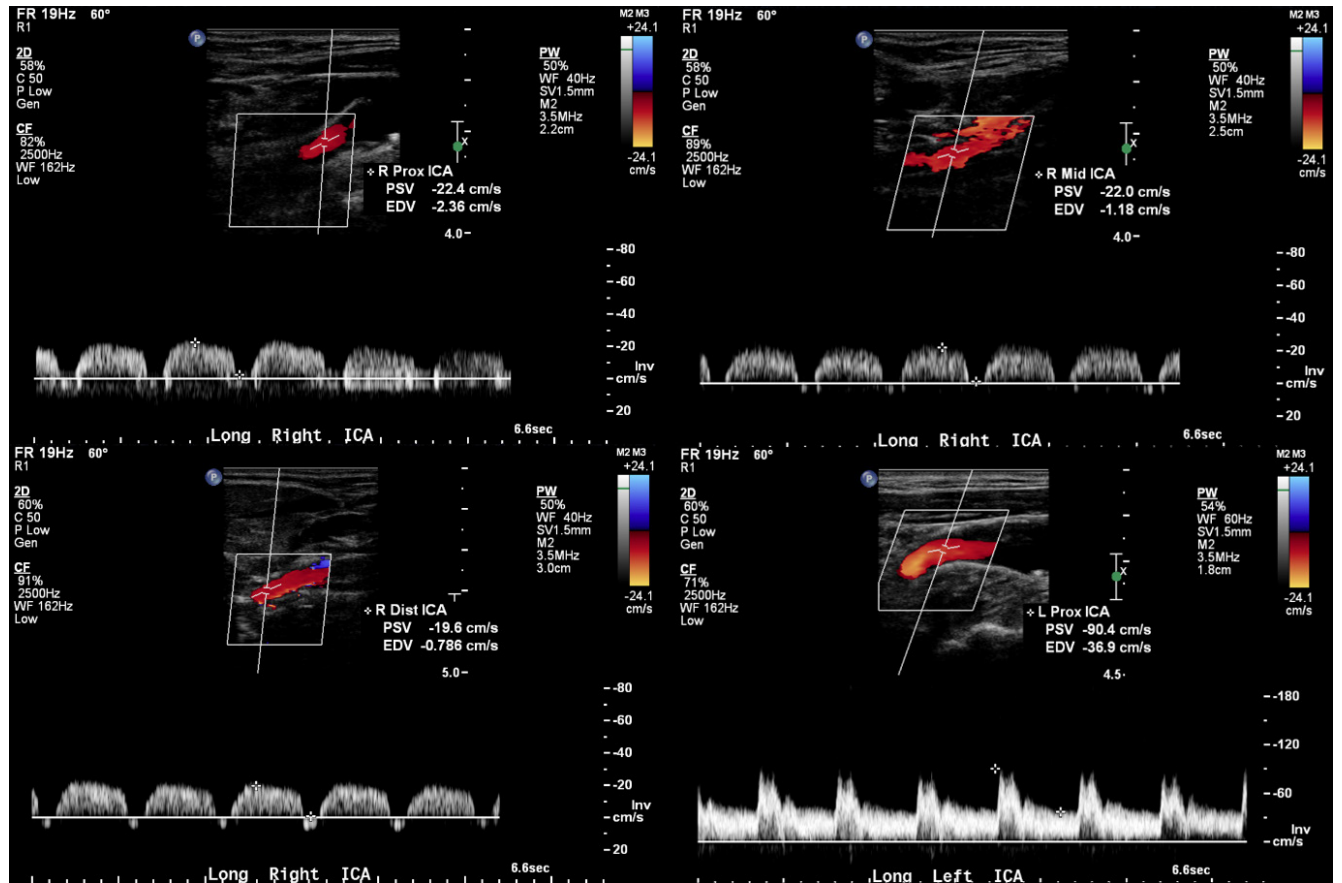 FR 19Hz 60°
R1
2D
58%
C 50
P Low
Gen
CF
82%
2500Hz
WF 162Hz
Low
P
R Prox ICA
PSV -22.4 cm/s
EDV -2.36 cm/s
4.0
x
PW
50%
WF 40Hz
SV1.5mm
M2
3.5MHz
2.2cm
M2 M3
+24.1
-24.1
cm/s
-80
-60
-40
-20
Inv
cm/s
20
Long Right ICA
6.6sec
FR 19Hz 60°
R1
2D
58%
C 50
P Low
Gen
CF
89%
2500Hz
WF 162Hz
Low
P
R Mid ICA
PSV -22.0 cm/s
EDV -1.18 cm/s
4.0
x
PW
50%
WF 40Hz
SV1.5mm
M2
3.5MHz
2.5cm
M2 M3
+24.1
-24.1
cm/s
-80
-60
-40
-20
Inv
cm/s
20
Long Right ICA
6.6sec
FR 19Hz 60°
R1
2D
60%
C 50
P Low
Gen
CF
91%
2500Hz
WF 162Hz
Low
P
R Dist ICA
PSV -19.6 cm/s
EDV -0.786 cm/s
5.0
PW
50%
WF 40Hz
SV1.5mm
M2
3.5MHz
3.0cm
M2 M3
+24.1
-24.1
cm/s
-80
-60
-40
-20
Inv
cm/s
20
Long Right ICA
6.6sec
FR 19Hz 60°
R1
2D
60%
C 50
P Low
Gen
CF
71%
2500Hz
WF 162Hz
Low
P
L Prox ICA
PSV -90.4 cm/s
EDV -36.9 cm/s
4.5
x
PW
54%
WF 60Hz
SV1.5mm
M2
3.5MHz
1.8cm
M2 M3
+24.1
-24.1
cm/s
-180
-120
-60
Inv
cm/s
Long Left ICA
6.6sec